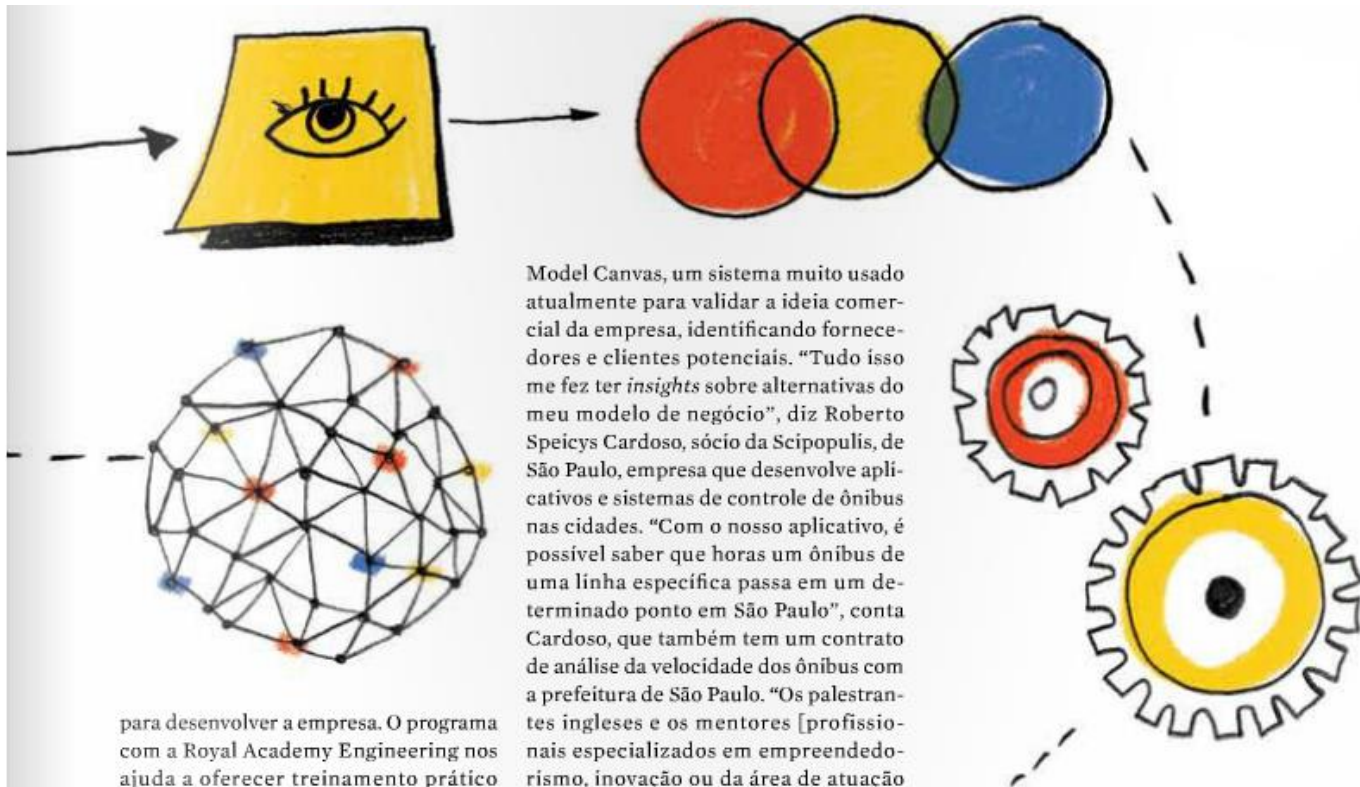 para desenvolver a empresa. O programa
com a Royal Academy Engineering nos
ajuda a oferecer treinamento prático
Model Canvas, um sistema muito usado
atualmente para validar a ideia comer-
cial da empresa, identificando fornece-
dores e clientes potenciais. “Tudo isso
me fez ter insights sobre alternativas do
meu modelo de negócio”, diz Roberto
Speicys Cardoso, sócio da Scipopulis, de
São Paulo, empresa que desenvolve apli-
cativos e sistemas de controle de ônibus
nas cidades. “Com o nosso aplicativo, é
possível saber que horas um ônibus de
uma linha específica passa em um de-
terminado ponto em São Paulo”, conta
Cardoso, que também tem um contrato
de análise da velocidade dos ônibus com
a prefeitura de São Paulo. “Os palestran-
tes ingleses e os mentores [profissio-
nais especializados em empreendedo-
rismo, inovação ou da área de atuação